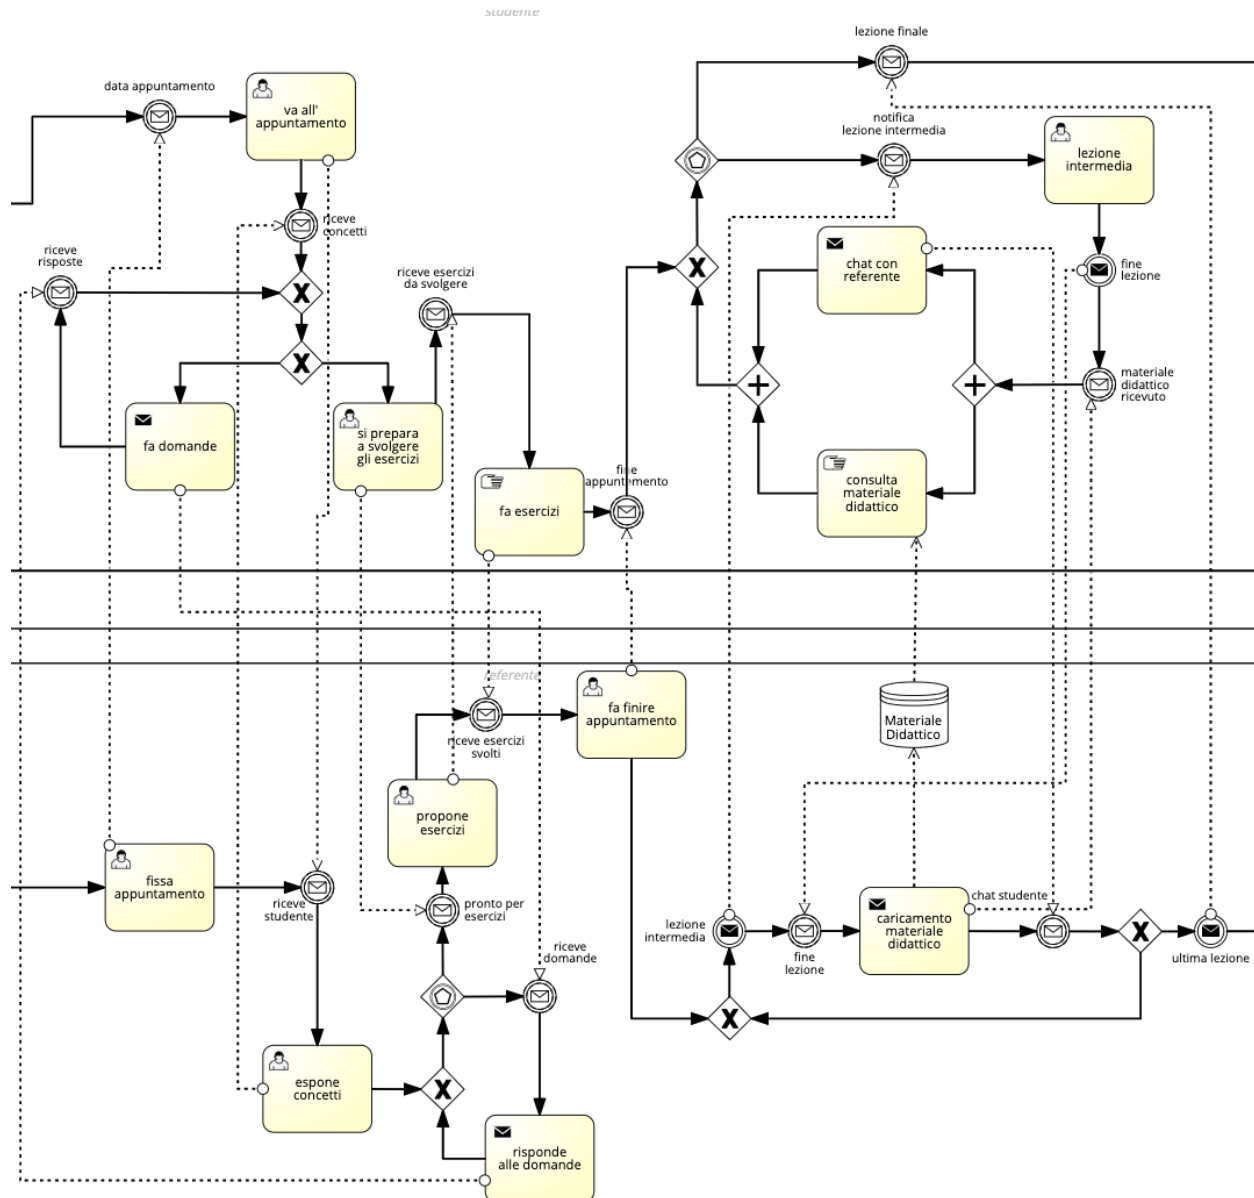 studente
lezione finale
data appuntamento
va all'
appuntamento
notifica
lezione intermedia
lezione
intermedia
riceve
concetti
riceve
risposte
riceve esercizi
da svolgere
chat con
referente
fine
lezione
materiale
didattico
ricevuto
fa domande
si prepara
a svolgere
gli esercizi
fine
appuntamento
fa esercizi
consulta
materiale
didattico
referente
fa finire
appuntamento
riceve esercizi
svolti
Materiale
Didattico
propone
esercizi
fissa
appuntamento
riceve
studente
pronto per
esercizi
riceve
domande
lezione
intermedia
fine
lezione
caricamento
materiale
didattico
chat studente
ultima lezione
espone
concetti
risponde
alle domande